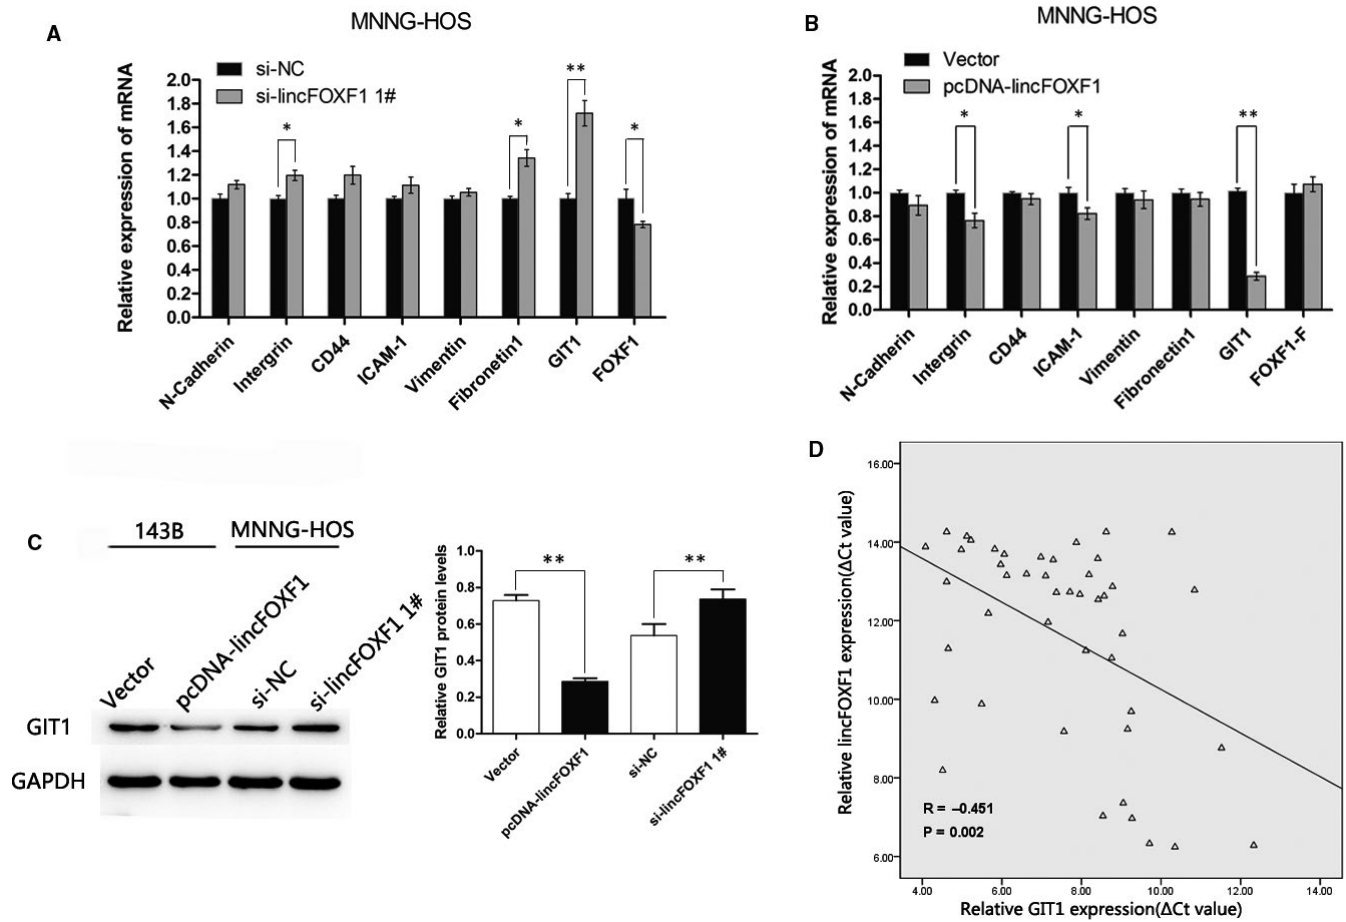 A
MNNG-HOS
si-NC
si-lincFOXF1 1#
Relative expression of mRNA
2.0
1.8
1.6
1.4
1.2
1.0
0.8
0.6
0.4
0.2
0.0
*
*
**
*
N-Cadherin
Intergrin
CD44
ICAM-1
Vimentin
Fibronetin1
GIT1
FOXF1
B
MNNG-HOS
Vector
pcDNA-lincFOXF1
Relative expression of mRNA
2.0
1.8
1.6
1.4
1.2
1.0
0.8
0.6
0.4
0.2
0.0
*
*
**
N-Cadherin
Intergrin
CD44
ICAM-1
Vimentin
Fibronectin1
GIT1
FOXF1-F
C
143B
MNNG-HOS
Vector
pcDNA-lincFOXF1
si-NC
si-lincFOXF1 1#
GIT1
GAPDH
Relative GIT1 protein levels
1.0
0.8
0.6
0.4
0.2
0.0
**
**
Vector
pcDNA-lincFOXF1
si-NC
si-lincFOXF1 1#
D
Relative lincFOXF1 expression(ΔCt value)
16.00
14.00
12.00
10.00
8.00
6.00
R = –0.451
P = 0.002
4.00
6.00
8.00
10.00
12.00
14.00
Relative GIT1 expression(ΔCt value)